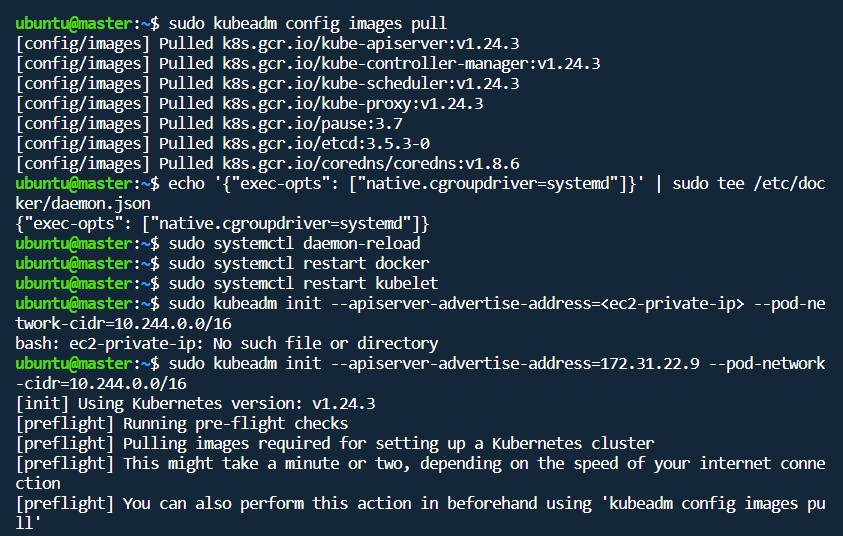 ubuntu@master:~$ sudo kubeadm config images pull
[config/images] Pulled k8s.gcr.io/kube-apiserver:v1.24.3
[config/images] Pulled k8s.gcr.io/kube-controller-manager:v1.24.3
[config/images] Pulled k8s.gcr.io/kube-scheduler:v1.24.3
[config/images] Pulled k8s.gcr.io/kube-proxy:v1.24.3
[config/images] Pulled k8s.gcr.io/pause:3.7
[config/images] Pulled k8s.gcr.io/etcd:3.5.3-0
[config/images] Pulled k8s.gcr.io/coredns/coredns:v1.8.6
ubuntu@master:~$ echo '{"exec-opts": ["native.cgroupdriver=systemd"]}' | sudo tee /etc/doc
ker/daemon.json
{"exec-opts": ["native.cgroupdriver=systemd"]}
ubuntu@master:~$ sudo systemctl daemon-reload
ubuntu@master:~$ sudo systemctl restart docker
ubuntu@master:~$ sudo systemctl restart kubelet
ubuntu@master:~$ sudo kubeadm init --apiserver-advertise-address=<ec2-private-ip> --pod-ne
twork-cidr=10.244.0.0/16
bash: ec2-private-ip: No such file or directory
ubuntu@master:~$ sudo kubeadm init --apiserver-advertise-address=172.31.22.9 --pod-network
-cidr=10.244.0.0/16
[init] Using Kubernetes version: v1.24.3
[preflight] Running pre-flight checks
[preflight] Pulling images required for setting up a Kubernetes cluster
[preflight] This might take a minute or two, depending on the speed of your internet conne
ction
[preflight] You can also perform this action in beforehand using 'kubeadm config images pu
ll'